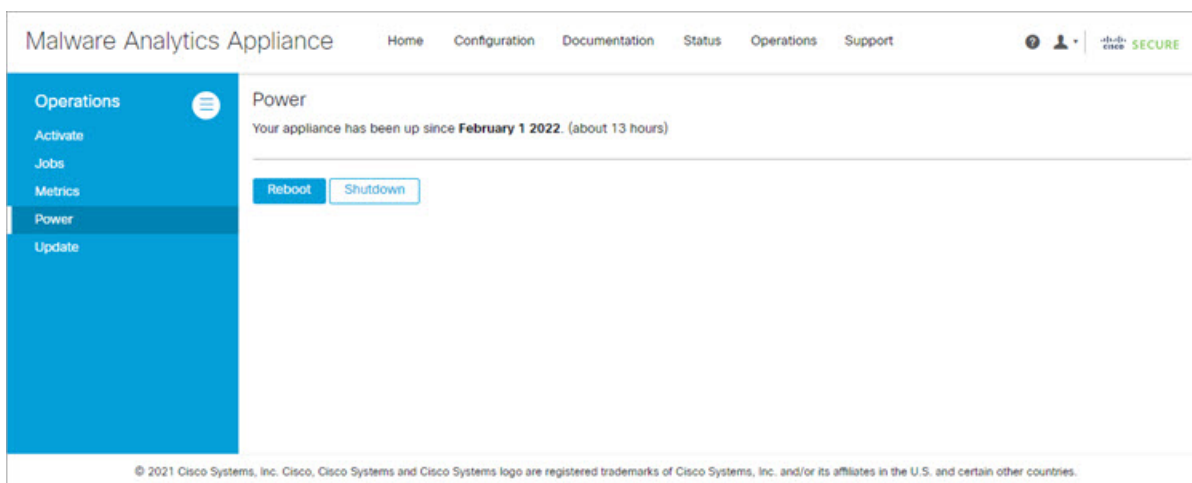 Malware Analytics Appliance Home Configuration Documentation Status Operations Support cisco SECURE
Operations
Activate
Jobs
Metrics
Power
Update
Power
Your appliance has been up since February 1 2022. (about 13 hours)
Reboot Shutdown
© 2021 Cisco Systems, Inc. Cisco, Cisco Systems and Cisco Systems logo are registered trademarks of Cisco Systems, Inc. and/or its affiliates in the U.S. and certain other countries.